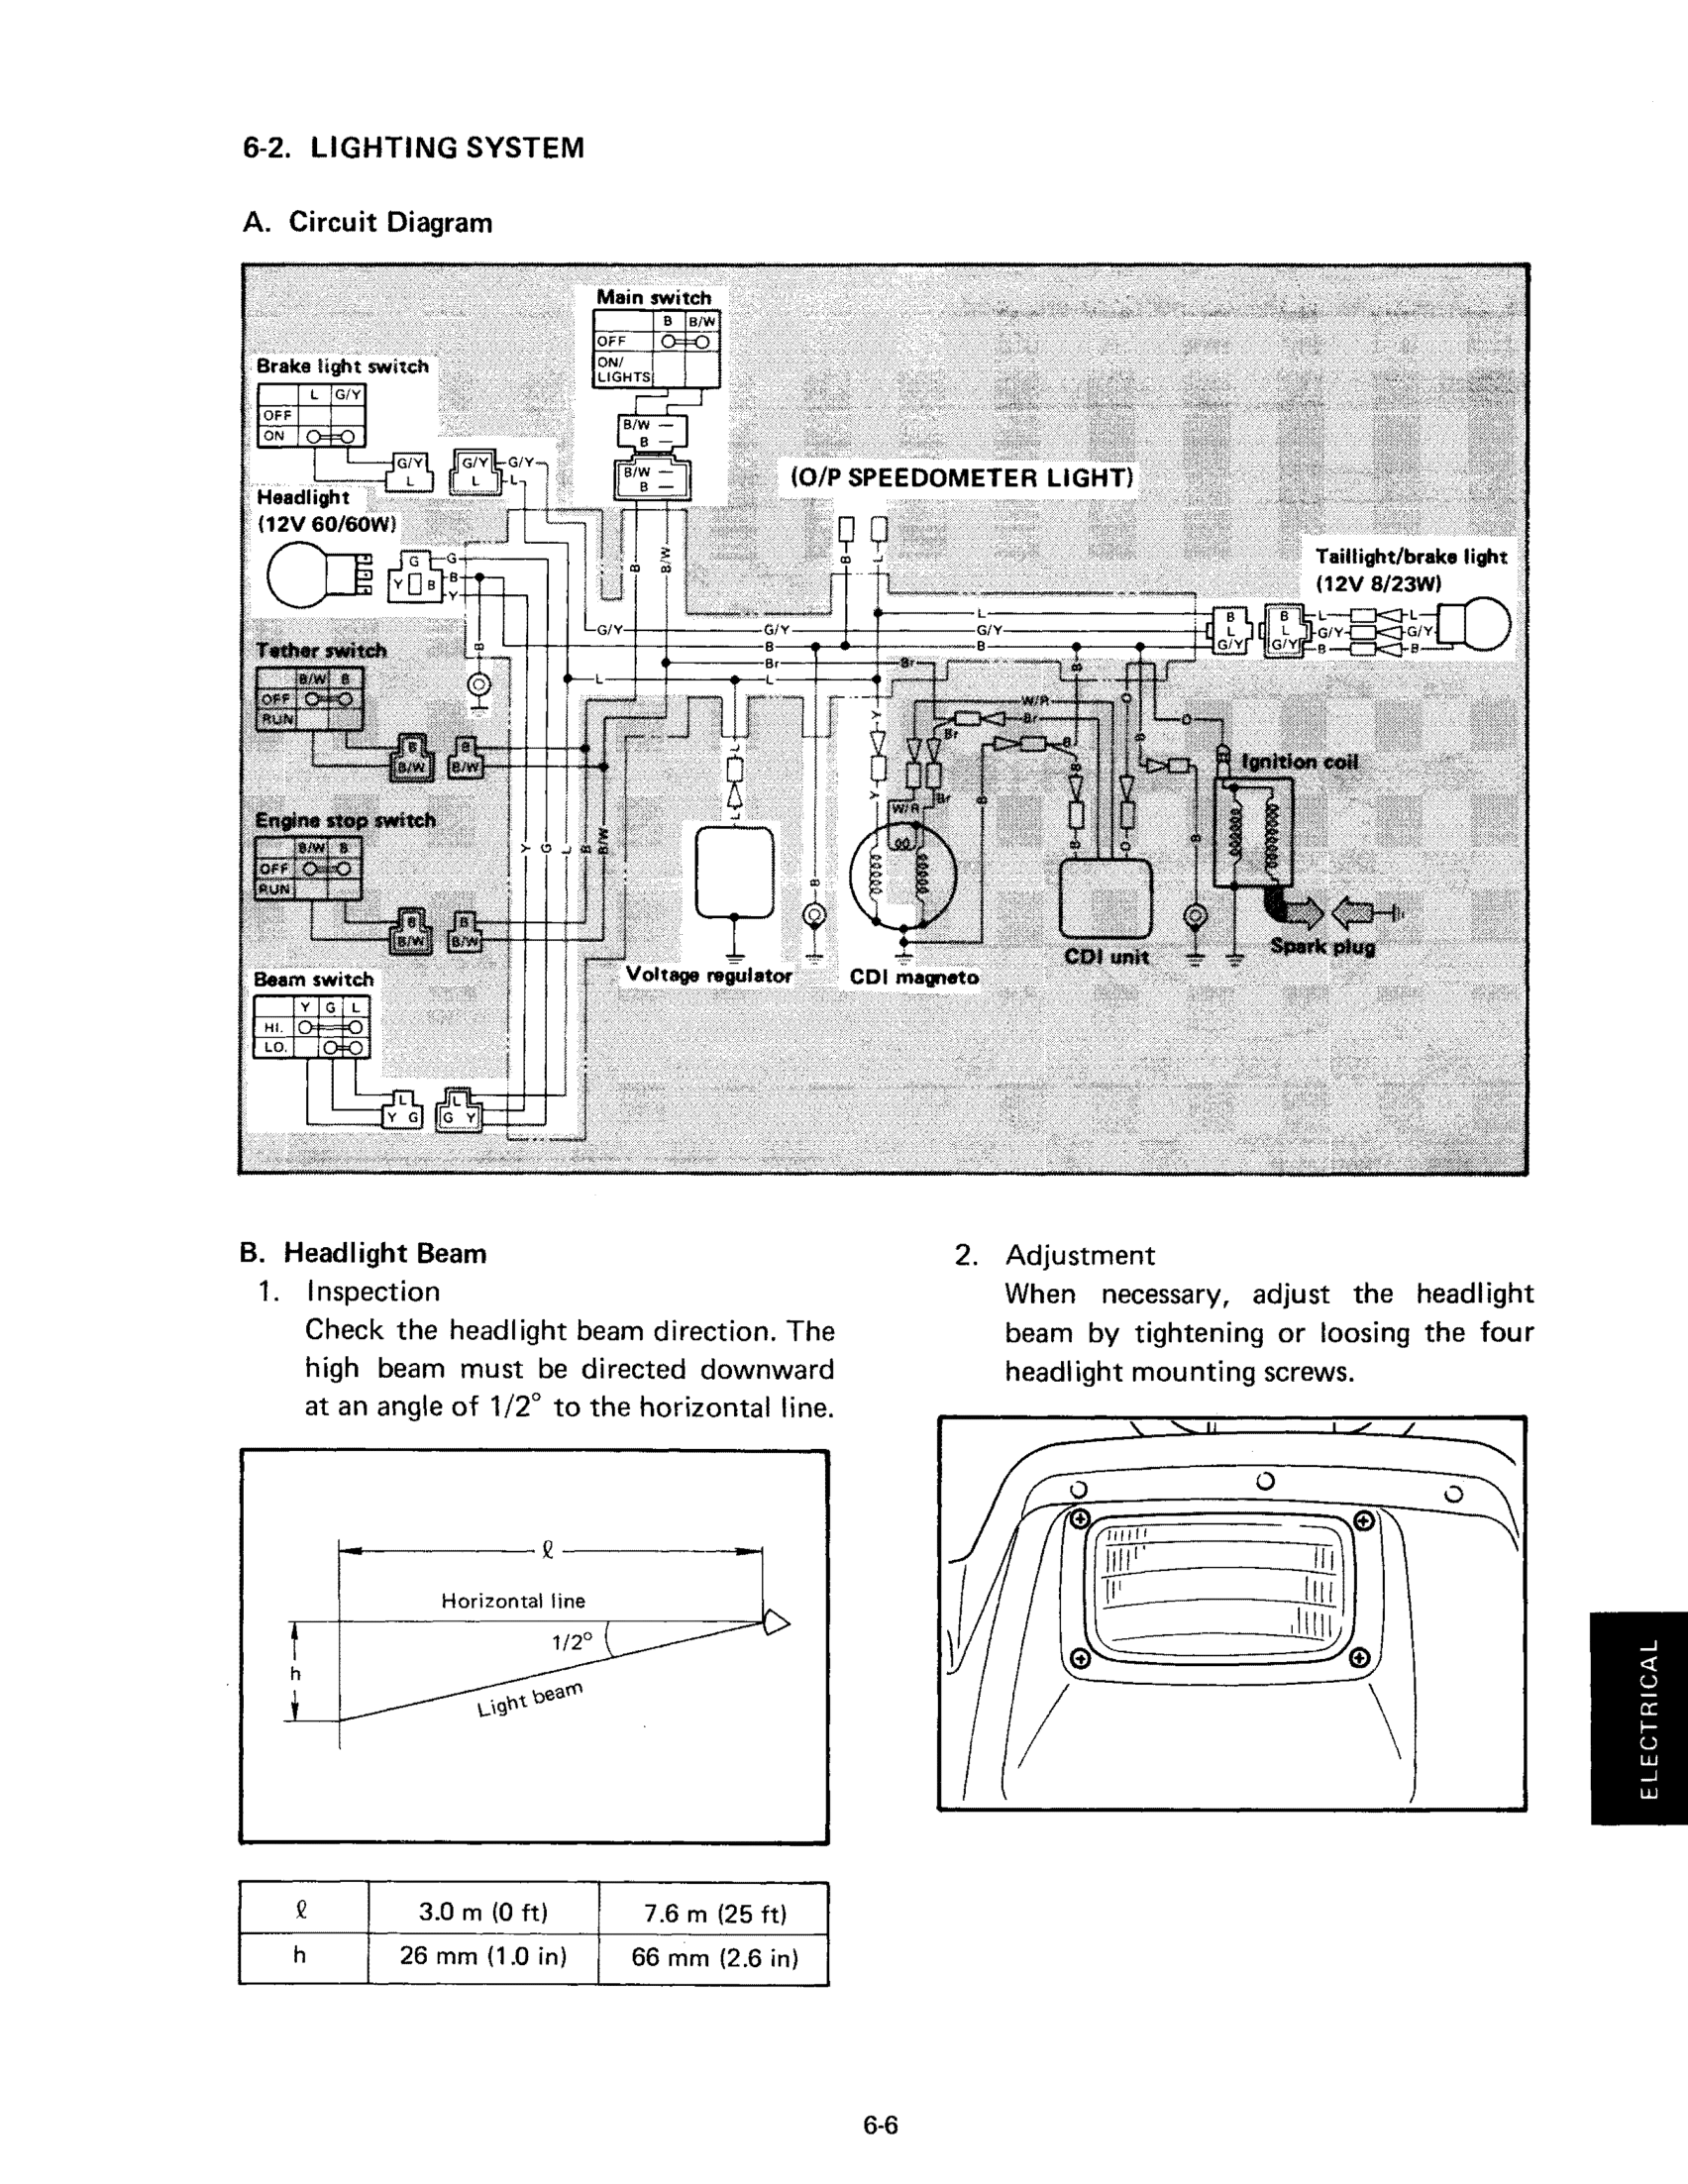 6-2. LIGHTING SYSTEM
A. Circuit Diagram
Main switch
B B/W
OFF
ON/
LIGHTS
B/W
B
B/W
B
Brake light switch
L G/Y
OFF
ON
G/Y
L
G/Y
L
G/Y
L
(O/P SPEEDOMETER LIGHT)
Headlight
(12V 60/60W)
G
Y B
G
B
Y
B
B
B/W
B
L
Taillight/brake light
(12V 8/23W)
L
G/Y
G/Y
G/Y
B
B
Br
Br
L
L
B
L
G/Y
B
L
G/Y
L
G/Y
B
L
G/Y
B
Tether switch
B/W B
OFF
RUN
B
B/W
B
B/W
W/R
Br
Br
B
B
O
O
B
Y
Y
L
L
W/R
Br
B
B
B
B
O
B
B
Ignition coil
Engine stop switch
B/W B
OFF
RUN
B
B/W
B
B/W
Y
G
L
B
B/W
Voltage regulator
CDI magneto
CDI unit
Spark plug
Beam switch
Y G L
HI.
LO.
L
Y G
L
G Y
B. Headlight Beam
1. Inspection
Check the headlight beam direction. The
high beam must be directed downward
at an angle of 1/2° to the horizontal line.
ℓ
Horizontal line
1/2°
h
Light beam
ℓ 3.0 m (0 ft) 7.6 m (25 ft)
h 26 mm (1.0 in) 66 mm (2.6 in)
2. Adjustment
When necessary, adjust the headlight
beam by tightening or loosing the four
headlight mounting screws.
ELECTRICAL
6-6